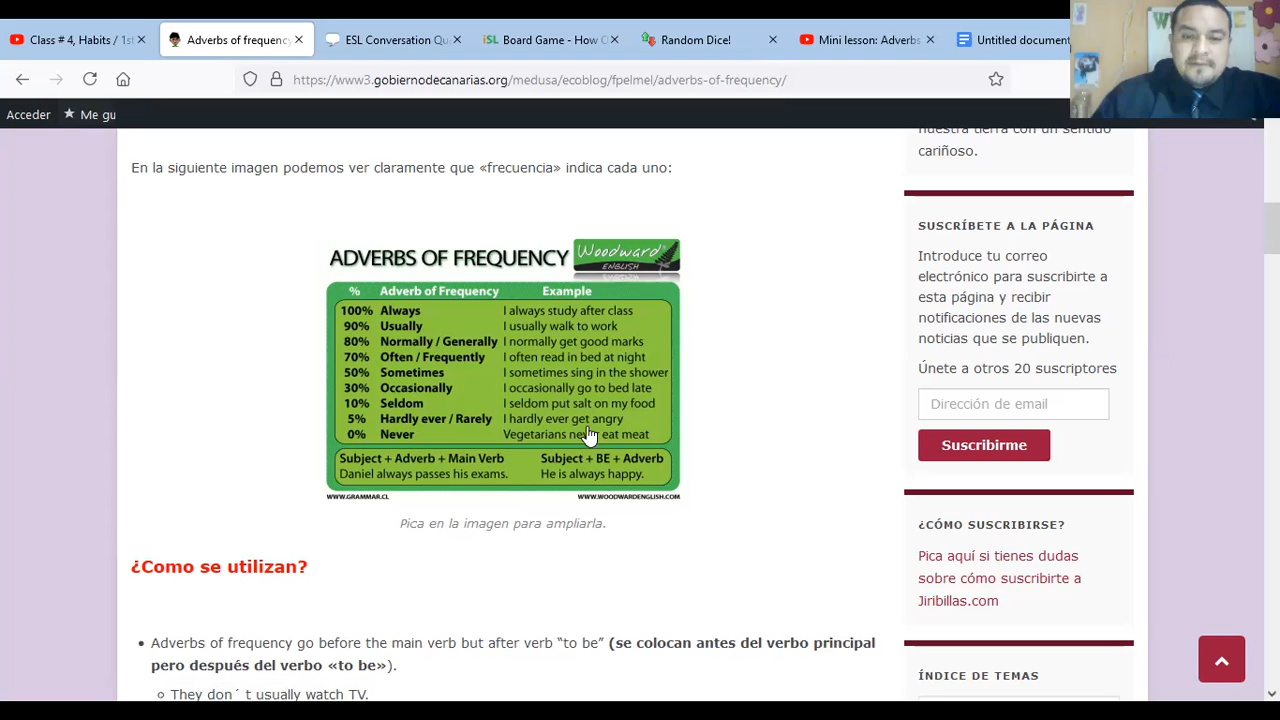 Class # 4, Habits / 1st
Adverbs of frequency
ESL Conversation Qu
iSL Board Game - How O
Random Dice!
Mini lesson: Adverbs
Untitled document
https://www3.gobiernodecanarias.org/medusa/ecoblog/fpelmel/adverbs-of-frequency/
Acceder
Me gu
nuestra tierra con un sentido
cariñoso.
En la siguiente imagen podemos ver claramente que «frecuencia» indica cada uno:
ADVERBS OF FREQUENCY
Woodward
ENGLISH
% Adverb of Frequency Example
100% Always I always study after class
90% Usually I usually walk to work
80% Normally / Generally I normally get good marks
70% Often / Frequently I often read in bed at night
50% Sometimes I sometimes sing in the shower
30% Occasionally I occasionally go to bed late
10% Seldom I seldom put salt on my food
5% Hardly ever / Rarely I hardly ever get angry
0% Never Vegetarians never eat meat
Subject + Adverb + Main Verb Subject + BE + Adverb
Daniel always passes his exams. He is always happy.
WWW.GRAMMAR.CL WWW.WOODWARDENGLISH.COM
Pica en la imagen para ampliarla.
¿Como se utilizan?
Adverbs of frequency go before the main verb but after verb “to be” (se colocan antes del verbo principal
pero después del verbo «to be»).
They don´ t usually watch TV.
SUSCRÍBETE A LA PÁGINA
Introduce tu correo
electrónico para suscribirte a
esta página y recibir
notificaciones de las nuevas
noticias que se publiquen.
Únete a otros 20 suscriptores
Dirección de email
Suscribirme
¿CÓMO SUSCRIBIRSE?
Pica aquí si tienes dudas
sobre cómo suscribirte a
Jiribillas.com
ÍNDICE DE TEMAS